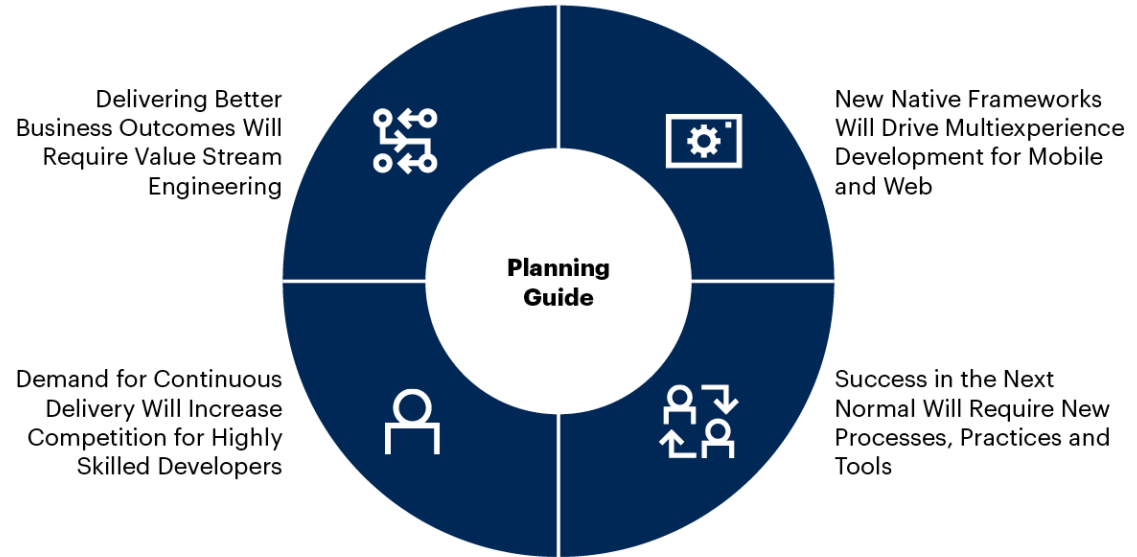 Delivering Better
Business Outcomes Will
Require Value Stream
Engineering
New Native Frameworks
Will Drive Multiexperience
Development for Mobile
and Web
Planning
Guide
Demand for Continuous
Delivery Will Increase
Competition for Highly
Skilled Developers
Success in the Next
Normal Will Require New
Processes, Practices and
Tools